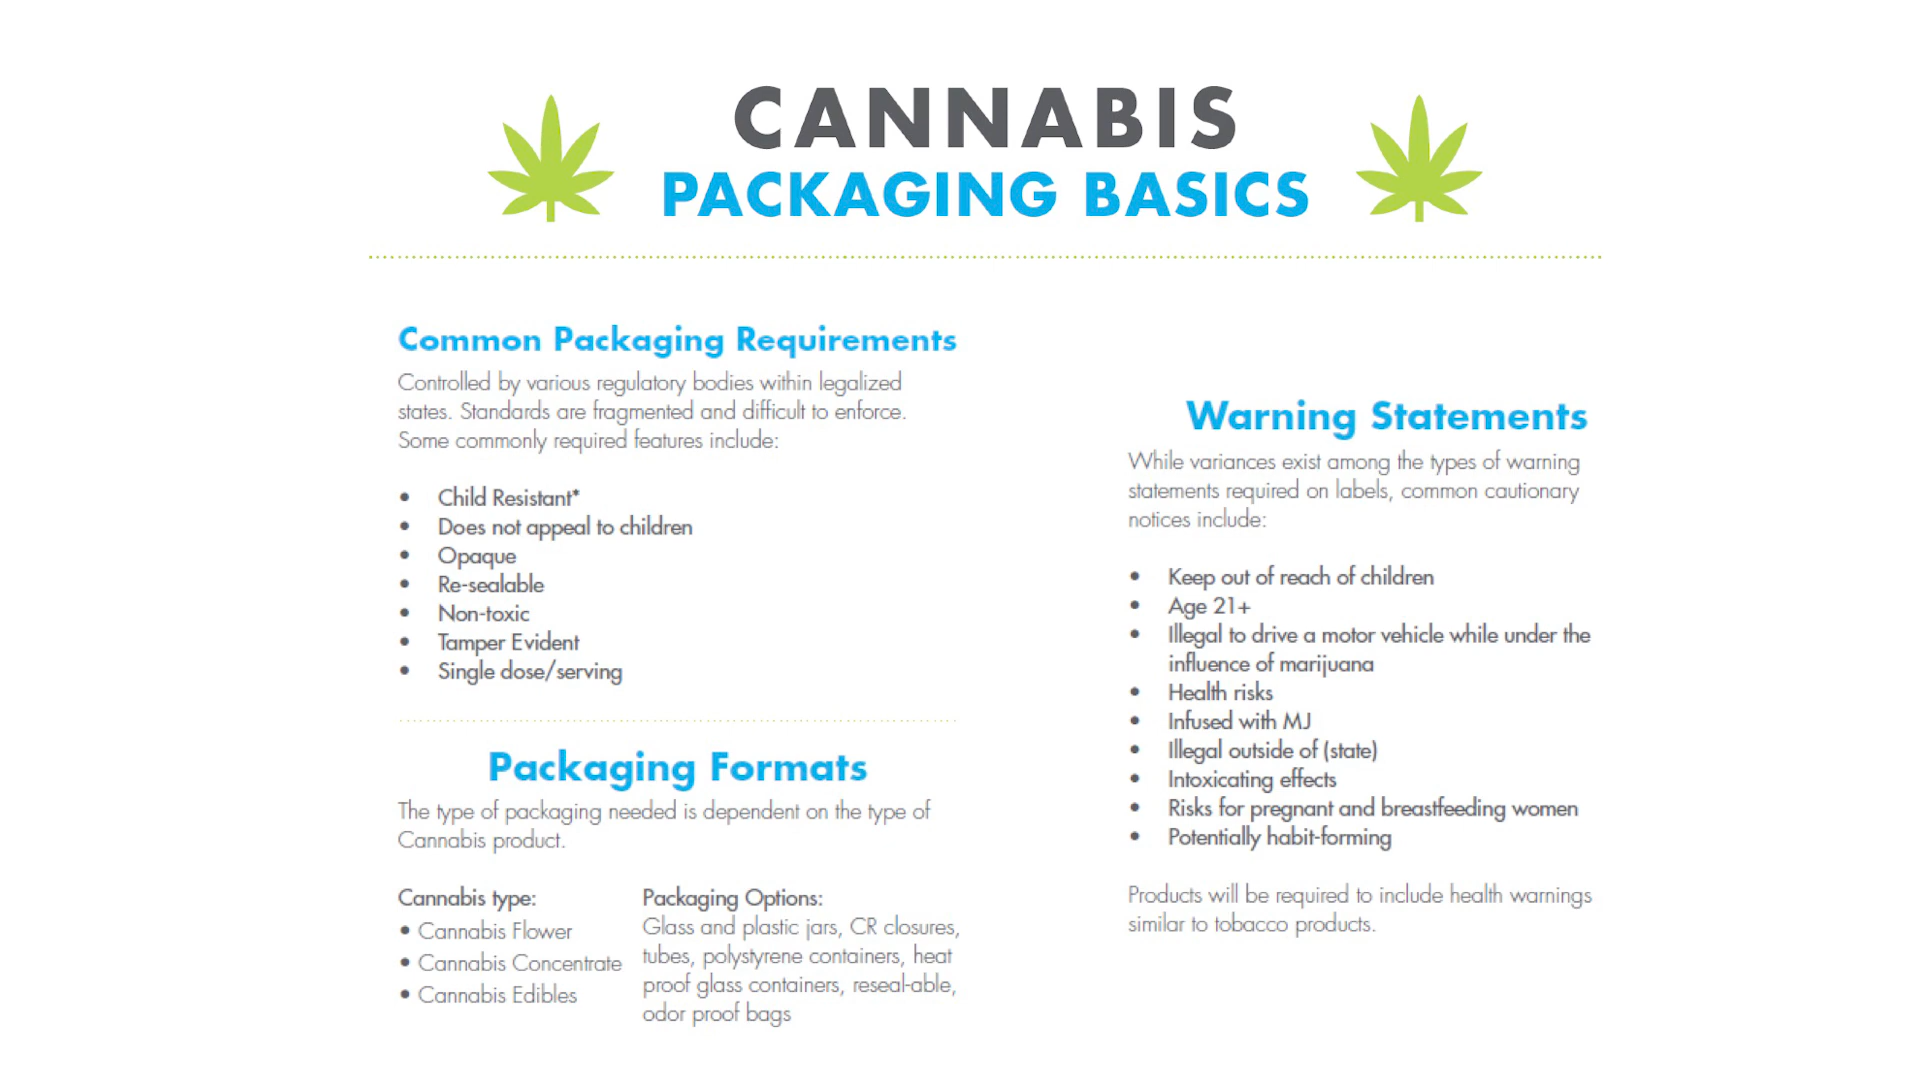 CANNABIS
PACKAGING BASICS
Common Packaging Requirements
Controlled by various regulatory bodies within legalized
states. Standards are fragmented and difficult to enforce.
Some commonly required features include:
• Child Resistant*
• Does not appeal to children
• Opaque
• Re-sealable
• Non-toxic
• Tamper Evident
• Single dose/serving
Packaging Formats
The type of packaging needed is dependent on the type of
Cannabis product.
Cannabis type:
• Cannabis Flower
• Cannabis Concentrate
• Cannabis Edibles
Packaging Options:
Glass and plastic jars, CR closures,
tubes, polystyrene containers, heat
proof glass containers, reseal-able,
odor proof bags
Warning Statements
While variances exist among the types of warning
statements required on labels, common cautionary
notices include:
• Keep out of reach of children
• Age 21+
• Illegal to drive a motor vehicle while under the
influence of marijuana
• Health risks
• Infused with MJ
• Illegal outside of (state)
• Intoxicating effects
• Risks for pregnant and breastfeeding women
• Potentially habit-forming
Products will be required to include health warnings
similar to tobacco products.